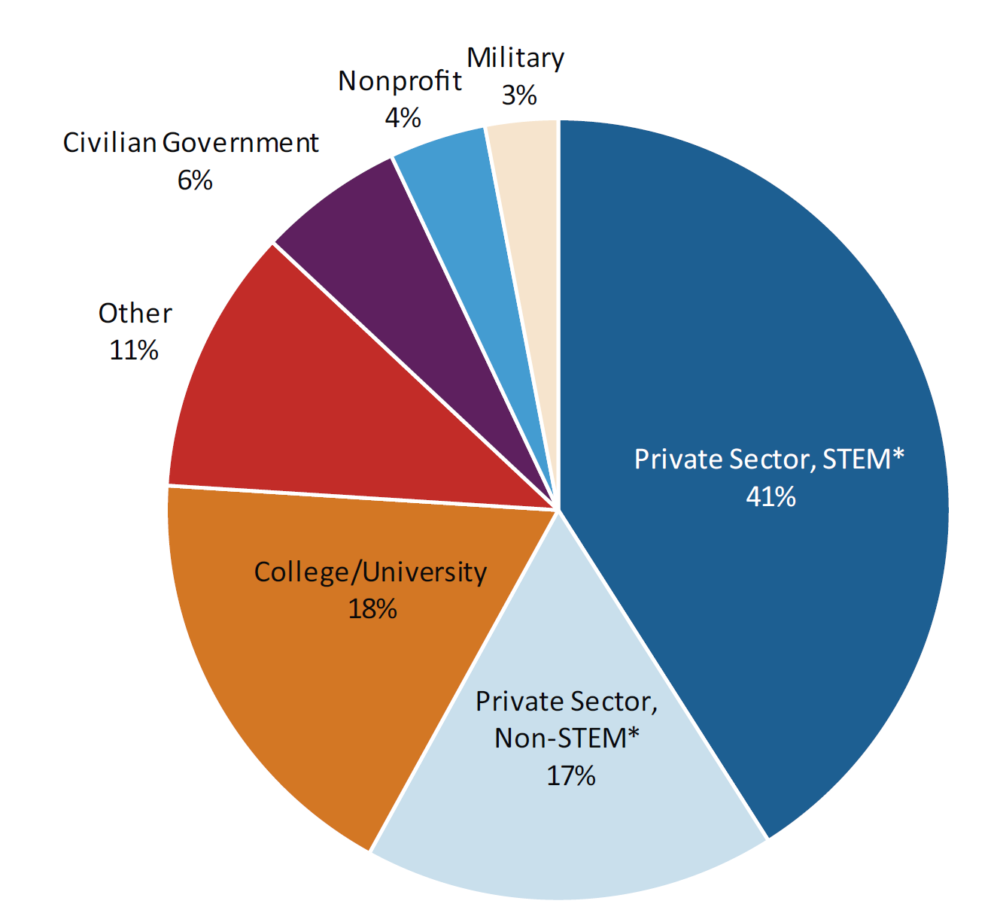 Military
3%
Nonprofit
4%
Civilian Government
6%
Other
11%
Private Sector, STEM*
41%
College/University
18%
Private Sector,
Non-STEM*
17%